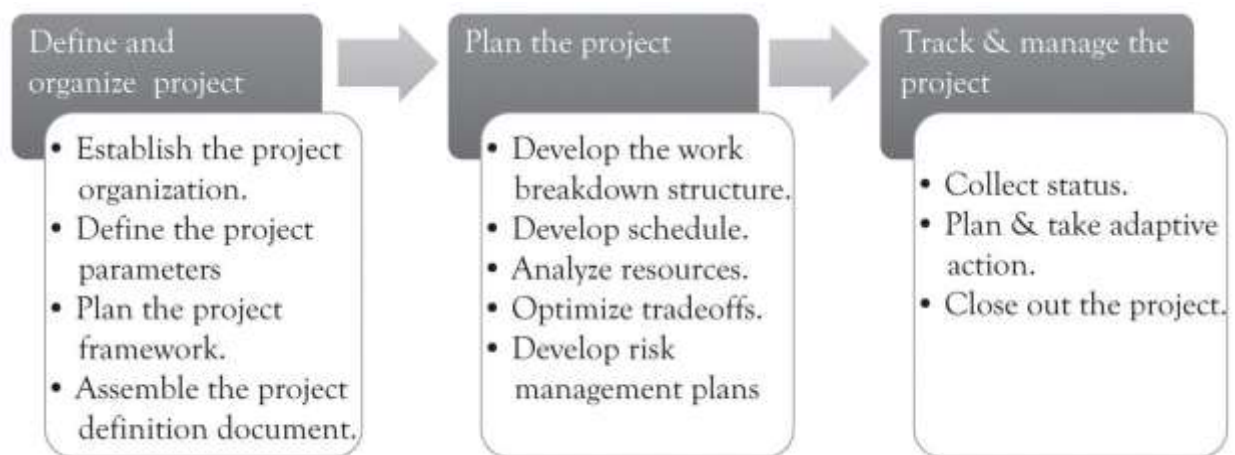 Define and
organize project
• Establish the project
organization.
• Define the project
parameters
• Plan the project
framework.
• Assemble the project
definition document.
Plan the project
• Develop the work
breakdown structure.
• Develop schedule.
• Analyze resources.
• Optimize tradeoffs.
• Develop risk
management plans
Track & manage the
project
• Collect status.
• Plan & take adaptive
action.
• Close out the project.